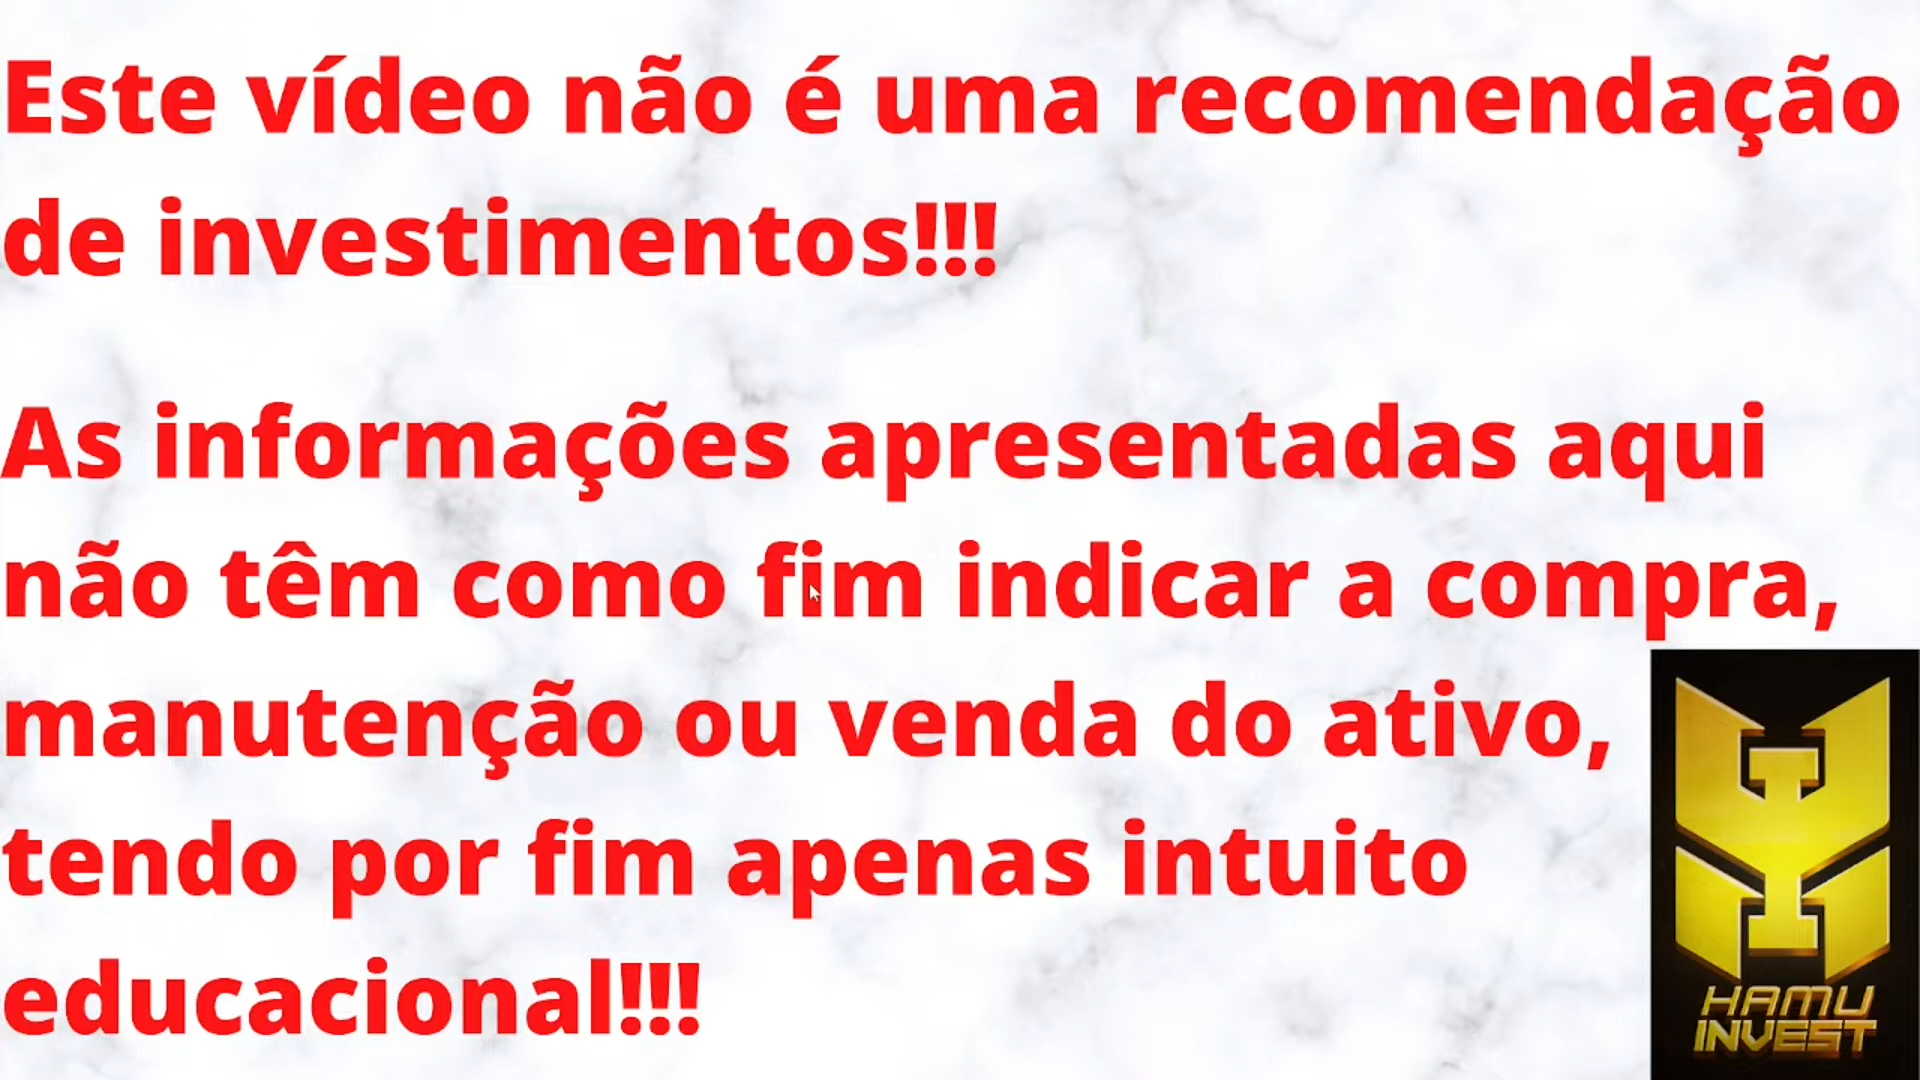 Este vídeo não é uma recomendação
de investimentos!!!
As informações apresentadas aqui
não têm como fim indicar a compra,
manutenção ou venda do ativo,
tendo por fim apenas intuito
educacional!!!
HAMU
INVEST